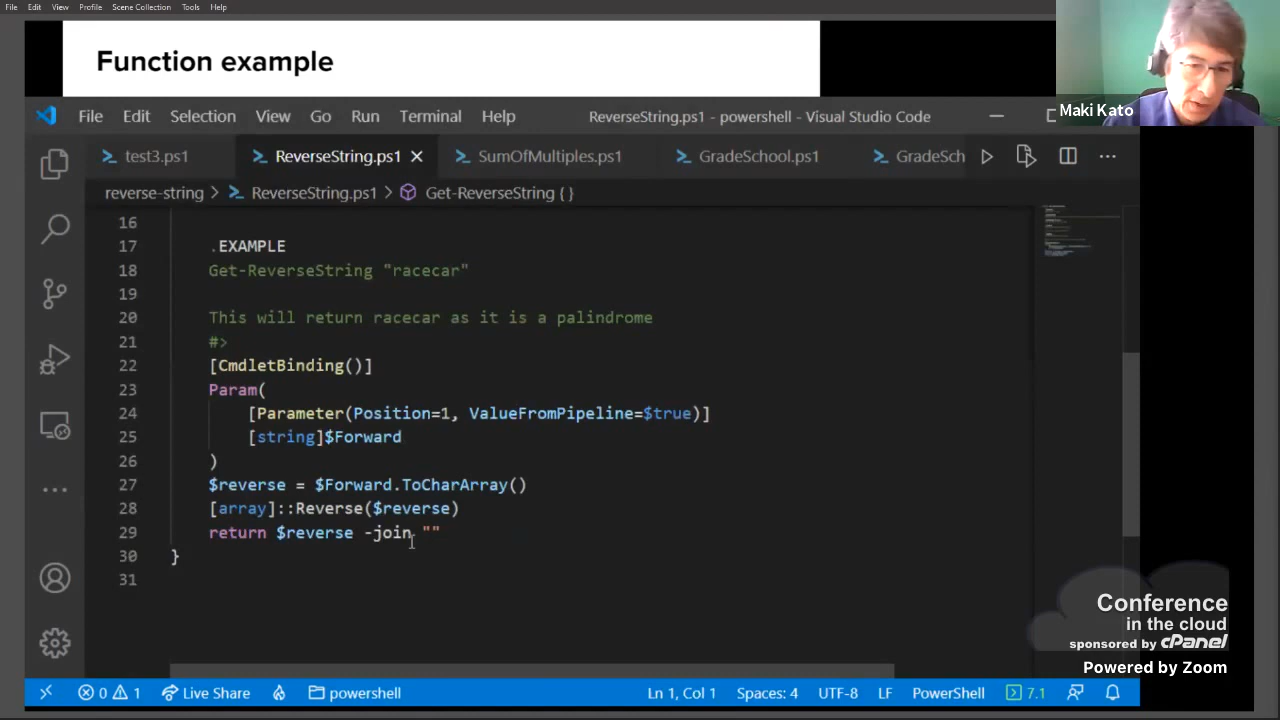 File Edit View Profile Scene Collection Tools Help
Function example
Maki Kato
File Edit Selection View Go Run Terminal Help ReverseString.ps1 - powershell - Visual Studio Code
test3.ps1 ReverseString.ps1 SumOfMultiples.ps1 GradeSchool.ps1 GradeSch
reverse-string > ReverseString.ps1 > Get-ReverseString { }
16
17 .EXAMPLE
18 Get-ReverseString "racecar"
19
20 This will return racecar as it is a palindrome
21 #>
22 [CmdletBinding()]
23 Param(
24 [Parameter(Position=1, ValueFromPipeline=$true)]
25 [string]$Forward
26 )
27 $reverse = $Forward.ToCharArray()
28 [array]::Reverse($reverse)
29 return $reverse -join ""
30 }
31
Conference
in the cloud
sponsored by cPanel
Powered by Zoom
0 1 Live Share powershell Ln 1, Col 1 Spaces: 4 UTF-8 LF PowerShell 7.1